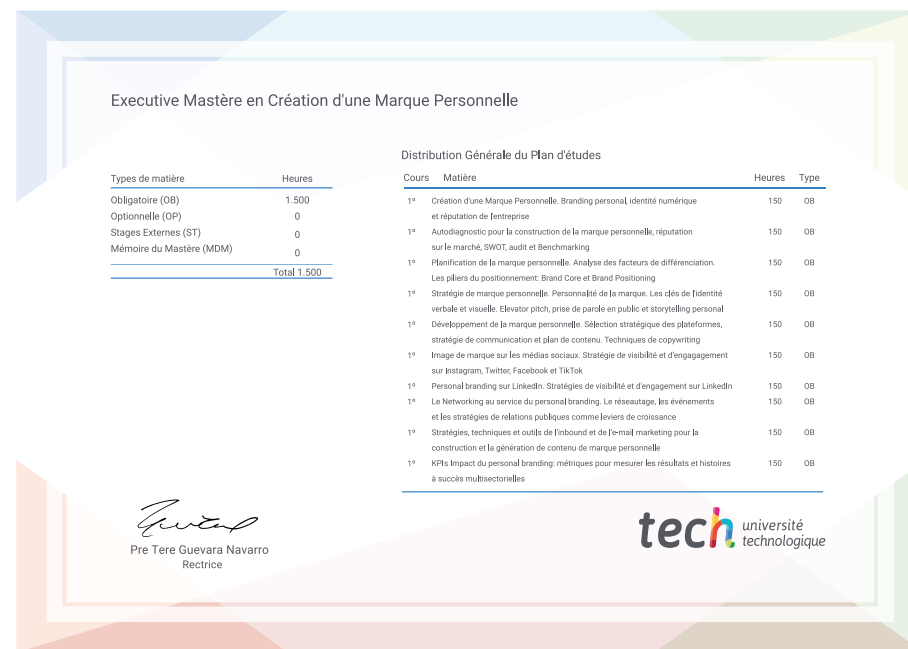 Executive Mastère en Création d'une Marque Personnelle
Types de matière Heures
Obligatoire (OB) 1.500
Optionnelle (OP) 0
Stages Externes (ST) 0
Mémoire du Mastère (MDM) 0
Total 1.500
Distribution Générale du Plan d'études
Cours Matière Heures Type
1º Création d'une Marque Personnelle. Branding personal, identité numérique 150 OB
et réputation de l'entreprise
1º Autodiagnostic pour la construction de la marque personnelle, réputation 150 OB
sur le marché, SWOT, audit et Benchmarking
1º Planification de la marque personnelle. Analyse des facteurs de différenciation. 150 OB
Les piliers du positionnement: Brand Core et Brand Positioning
1º Stratégie de marque personnelle. Personnalité de la marque. Les clés de l'identité 150 OB
verbale et visuelle. Elevator pitch, prise de parole en public et storytelling personal
1º Développement de la marque personnelle. Sélection stratégique des plateformes, 150 OB
stratégie de communication et plan de contenu. Techniques de copywriting
1º Image de marque sur les médias sociaux. Stratégie de visibilité et d'engagagement 150 OB
sur Instagram, Twitter, Facebook et TikTok
1º Personal branding sur LinkedIn. Stratégies de visibilité et d'engagement sur LinkedIn 150 OB
1º Le Networking au service du personal branding. Le réseautage, les événements 150 OB
et les stratégies de relations publiques comme leviers de croissance
1º Stratégies, techniques et outils de l'inbound et de l'e-mail marketing pour la 150 OB
construction et la génération de contenu de marque personnelle
1º KPIs Impact du personal branding: métriques pour mesurer les résultats et histoires 150 OB
à succès multisectorielles
Pre Tere Guevara Navarro
Rectrice
tech université
technologique